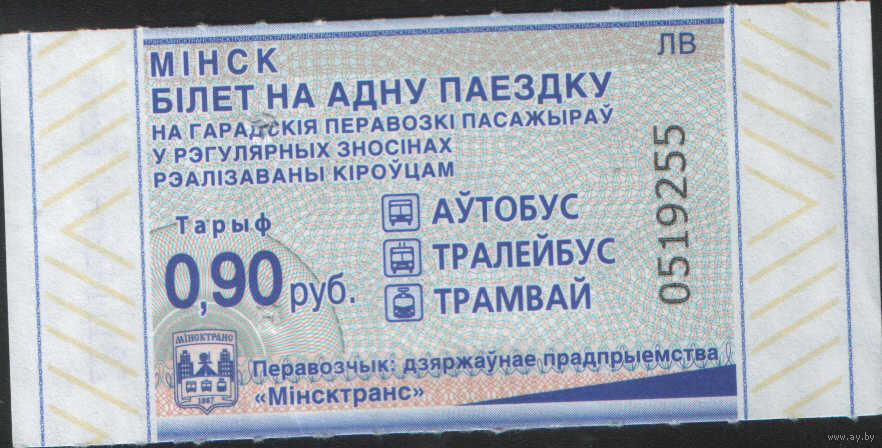 МІНСК
ЛВ
БІЛЕТ НА АДНУ ПАЕЗДКУ
НА ГАРАДСКІЯ ПЕРАВОЗКІ ПАСАЖЫРАЎ
У РЭГУЛЯРНЫХ ЗНОСІНАХ
РЭАЛІЗАВАНЫ КІРОЎЦАМ
Тарыф
0,90 руб.
АЎТОБУС
ТРАЛЕЙБУС
ТРАМВАЙ
0519255
МІНСКТРАНС
1067
Перавозчык: дзяржаўнае прадпрыемства
«Мінсктранс»
www.ay.by